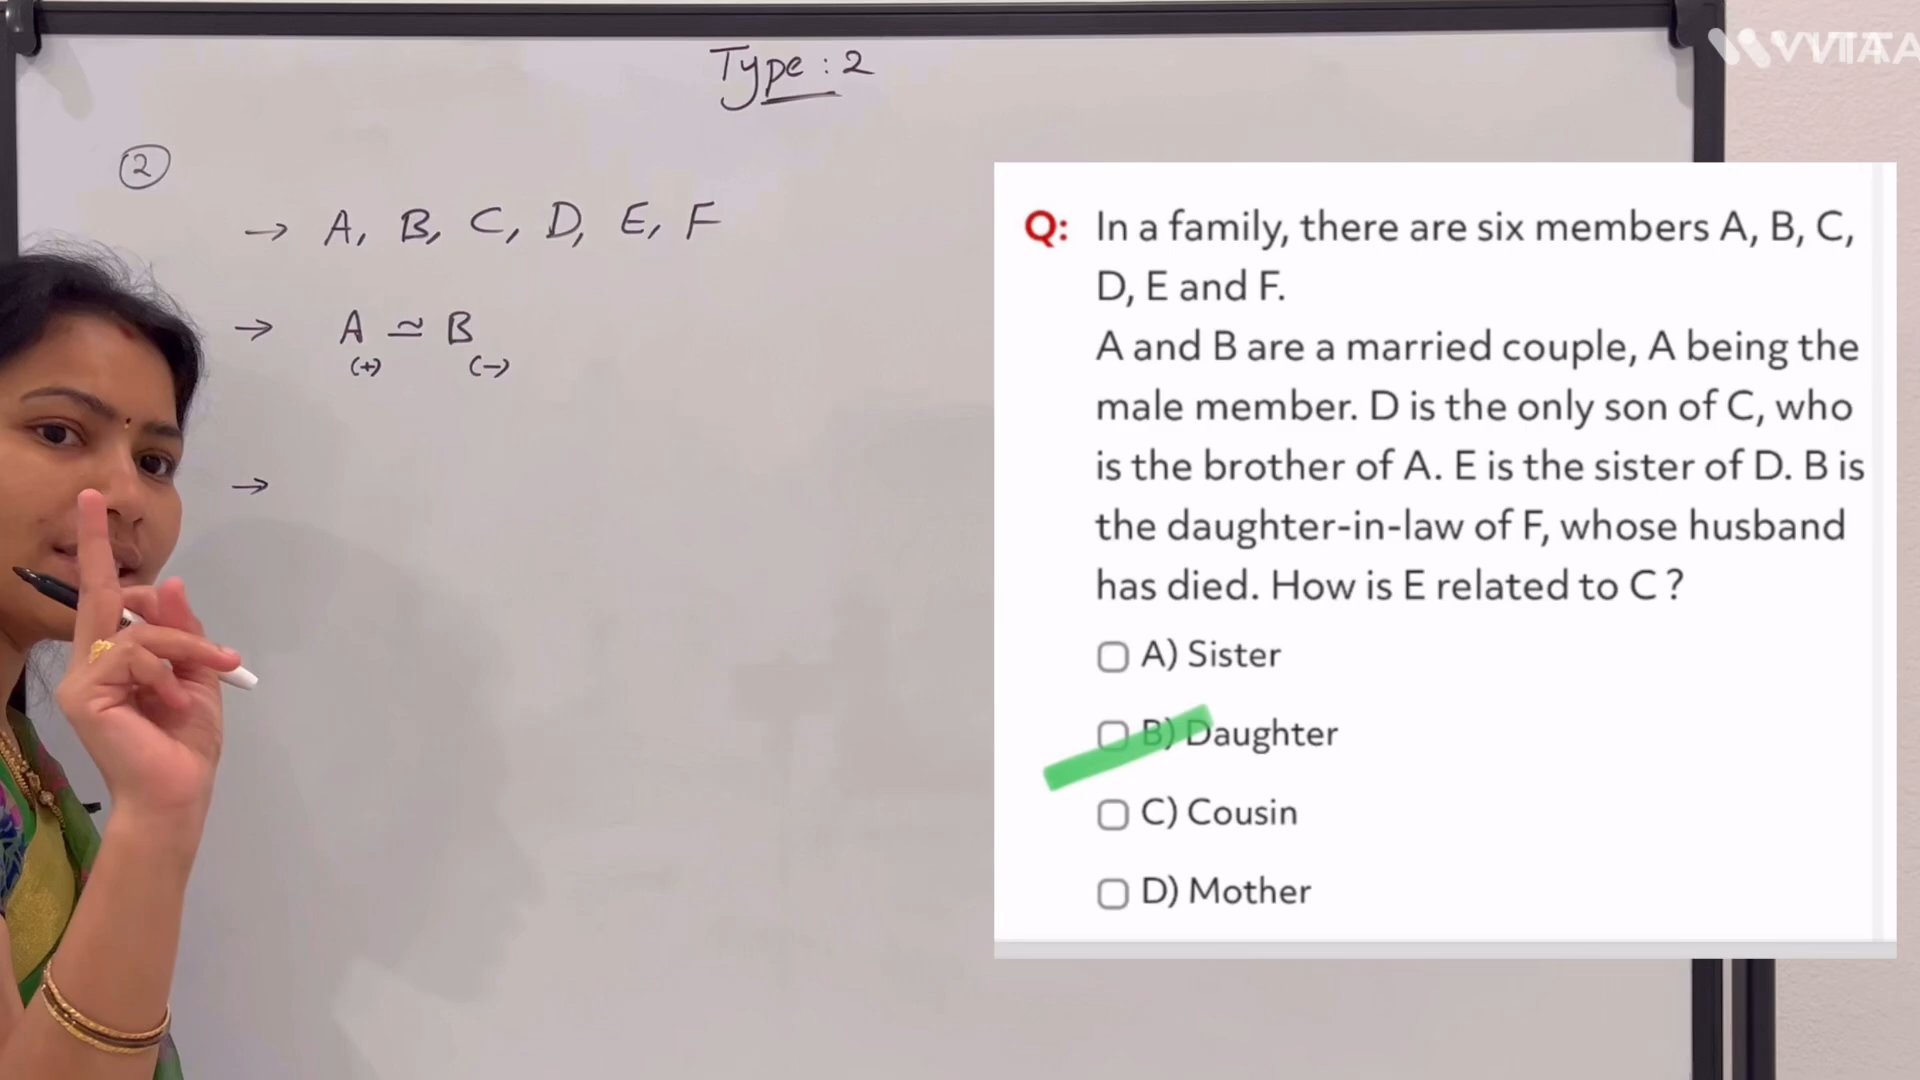 Type : 2
VVITAA
2
→ A, B, C, D, E, F
→ A ≃ B
(+) (-)
→
Q: In a family, there are six members A, B, C,
D, E and F.
A and B are a married couple, A being the
male member. D is the only son of C, who
is the brother of A. E is the sister of D. B is
the daughter-in-law of F, whose husband
has died. How is E related to C ?
A) Sister
B) Daughter
C) Cousin
D) Mother